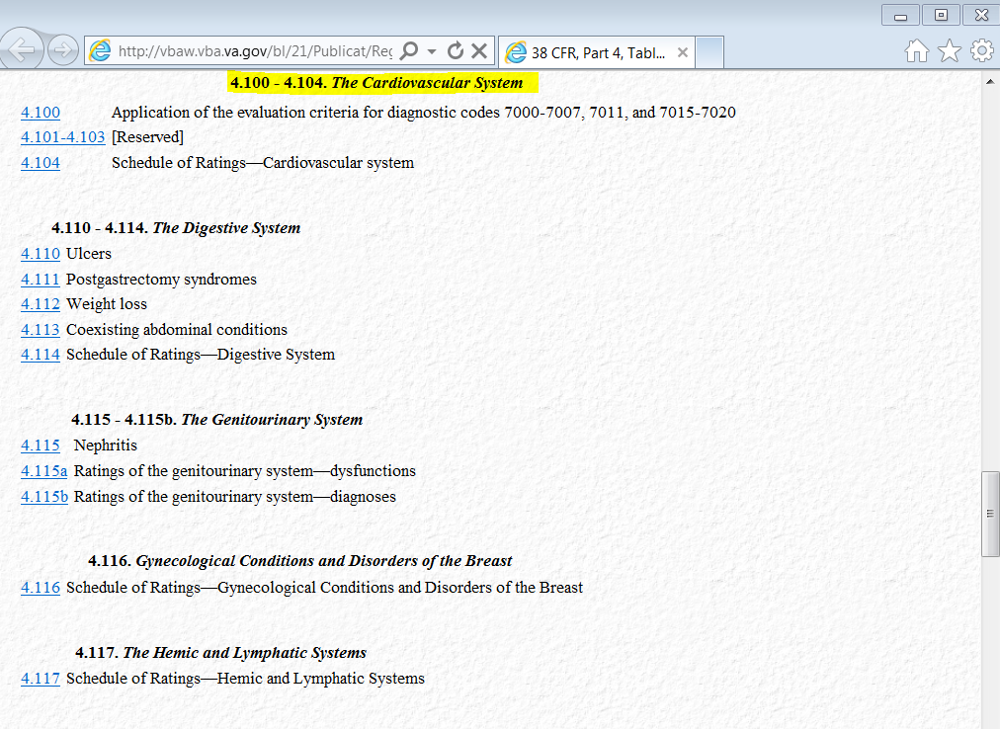 http://vbaw.vba.va.gov/bl/21/Publicat/Reg
38 CFR, Part 4, Tabl...
4.100 - 4.104. The Cardiovascular System
4.100 Application of the evaluation criteria for diagnostic codes 7000-7007, 7011, and 7015-7020
4.101-4.103 [Reserved]
4.104 Schedule of Ratings—Cardiovascular system
4.110 - 4.114. The Digestive System
4.110 Ulcers
4.111 Postgastrectomy syndromes
4.112 Weight loss
4.113 Coexisting abdominal conditions
4.114 Schedule of Ratings—Digestive System
4.115 - 4.115b. The Genitourinary System
4.115 Nephritis
4.115a Ratings of the genitourinary system—dysfunctions
4.115b Ratings of the genitourinary system—diagnoses
4.116. Gynecological Conditions and Disorders of the Breast
4.116 Schedule of Ratings—Gynecological Conditions and Disorders of the Breast
4.117. The Hemic and Lymphatic Systems
4.117 Schedule of Ratings—Hemic and Lymphatic Systems